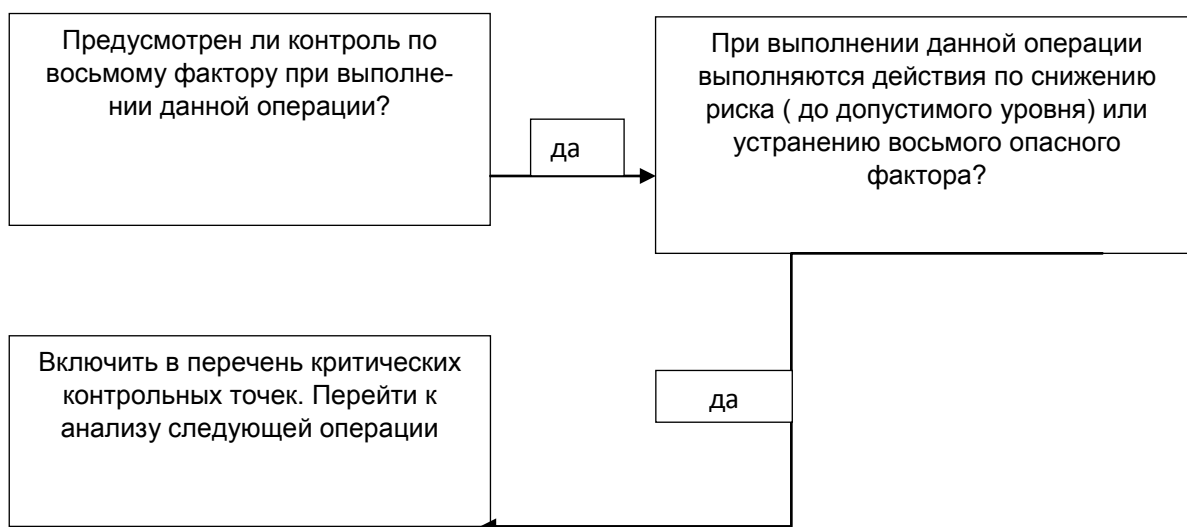 Предусмотрен ли контроль по
восьмому фактору при выполне-
нии данной операции?
да
При выполнении данной операции
выполняются действия по снижению
риска ( до допустимого уровня) или
устранению восьмого опасного
фактора?
да
Включить в перечень критических
контрольных точек. Перейти к
анализу следующей операции